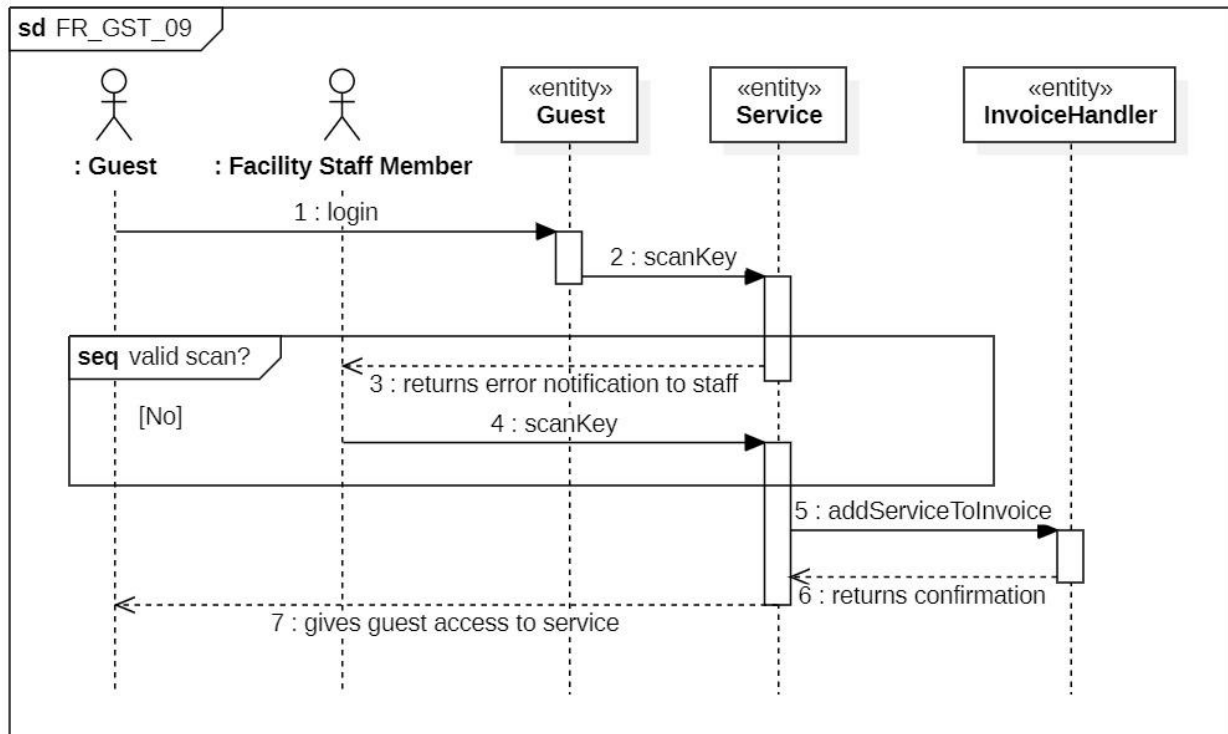 sd FR_GST_09
«entity»
Guest
«entity»
Service
«entity»
InvoiceHandler
: Guest
: Facility Staff Member
1 : login
2 : scanKey
seq valid scan?
3 : returns error notification to staff
[No]
4 : scanKey
5 : addServiceToInvoice
6 : returns confirmation
7 : gives guest access to service